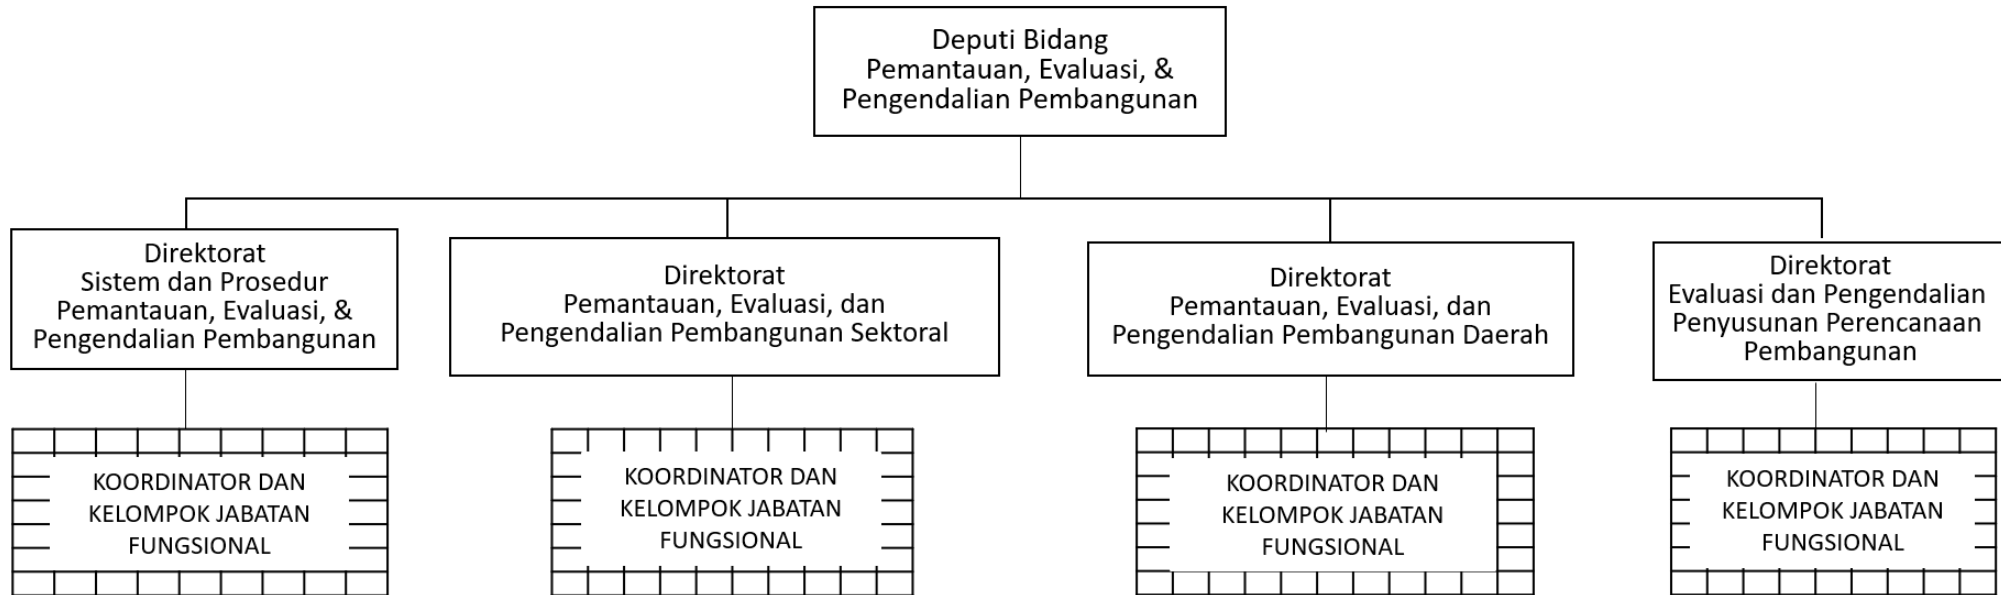 Deputi Bidang
Pemantauan, Evaluasi, &
Pengendalian Pembangunan
Direktorat
Sistem dan Prosedur
Pemantauan, Evaluasi, &
Pengendalian Pembangunan
Direktorat
Pemantauan, Evaluasi, dan
Pengendalian Pembangunan Sektoral
Direktorat
Pemantauan, Evaluasi, dan
Pengendalian Pembangunan Daerah
Direktorat
Evaluasi dan Pengendalian
Penyusunan Perencanaan
Pembangunan
KOORDINATOR DAN
KELOMPOK JABATAN
FUNGSIONAL
KOORDINATOR DAN
KELOMPOK JABATAN
FUNGSIONAL
KOORDINATOR DAN
KELOMPOK JABATAN
FUNGSIONAL
KOORDINATOR DAN
KELOMPOK JABATAN
FUNGSIONAL